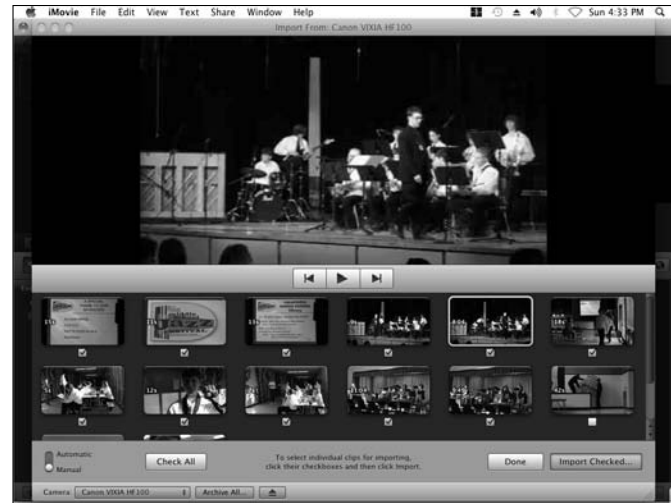 iMovie File Edit View Text Share Window Help Sun 4:33 PM
Import From: Canon VIXIA HF100
JAZZ
12s
Automatic
Manual
Check All
To select individual clips for importing,
click their checkboxes and then click Import.
Done
Import Checked...
Camera: Canon VIXIA HF100
Archive All...